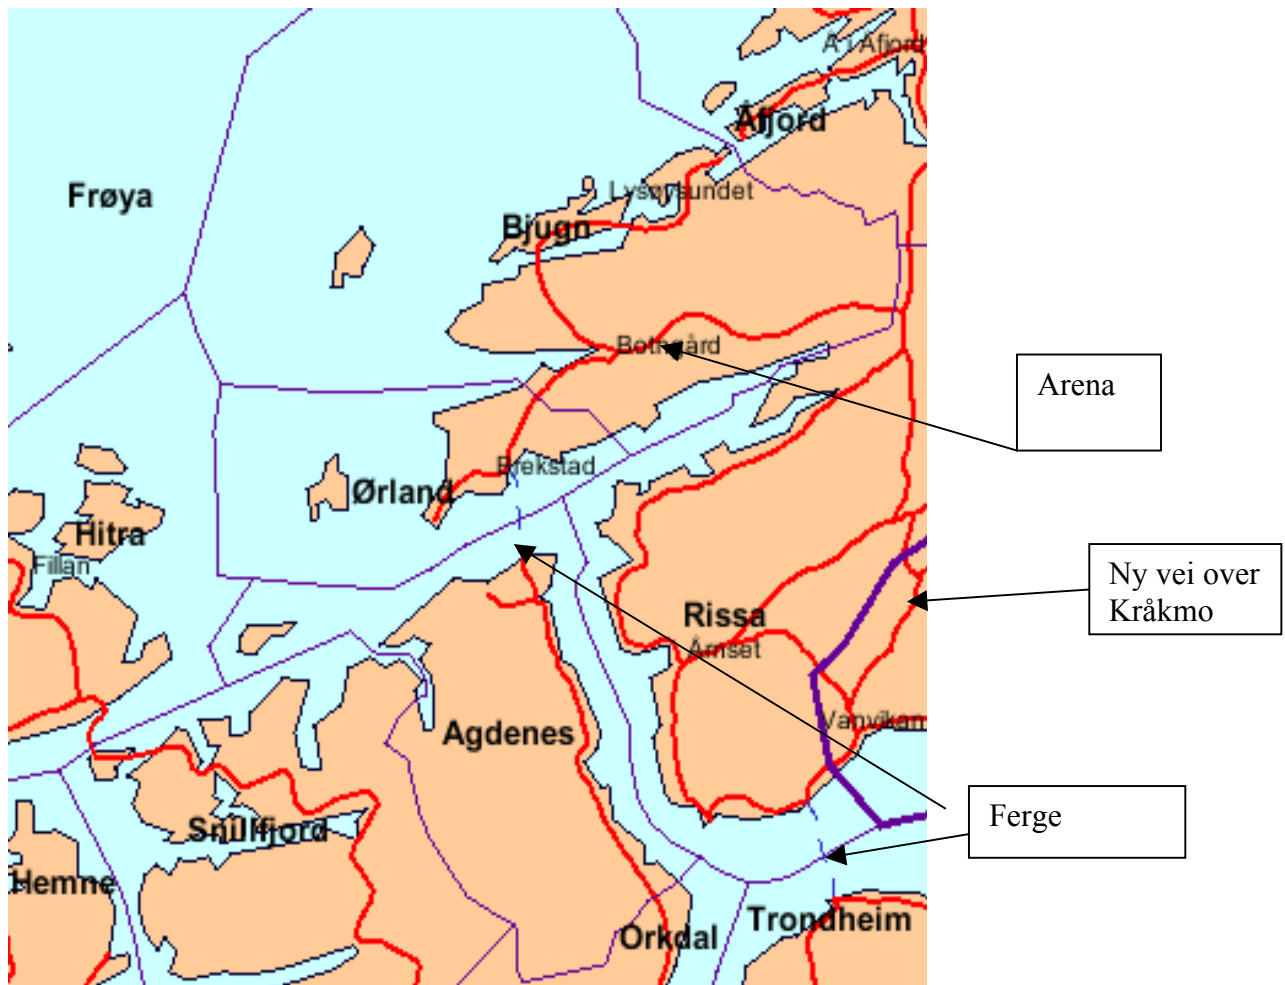 Å i Åfjord
Åfjord
Frøya
Lysøysundet
Bjugn
Botngård
Arena
Brekstad
Ørland
Hitra
Fillan
Ny vei over
Kråkmo
Rissa
Årnset
Vanvikan
Agdenes
Ferge
Snillfjord
Hemne
Trondheim
Orkdal